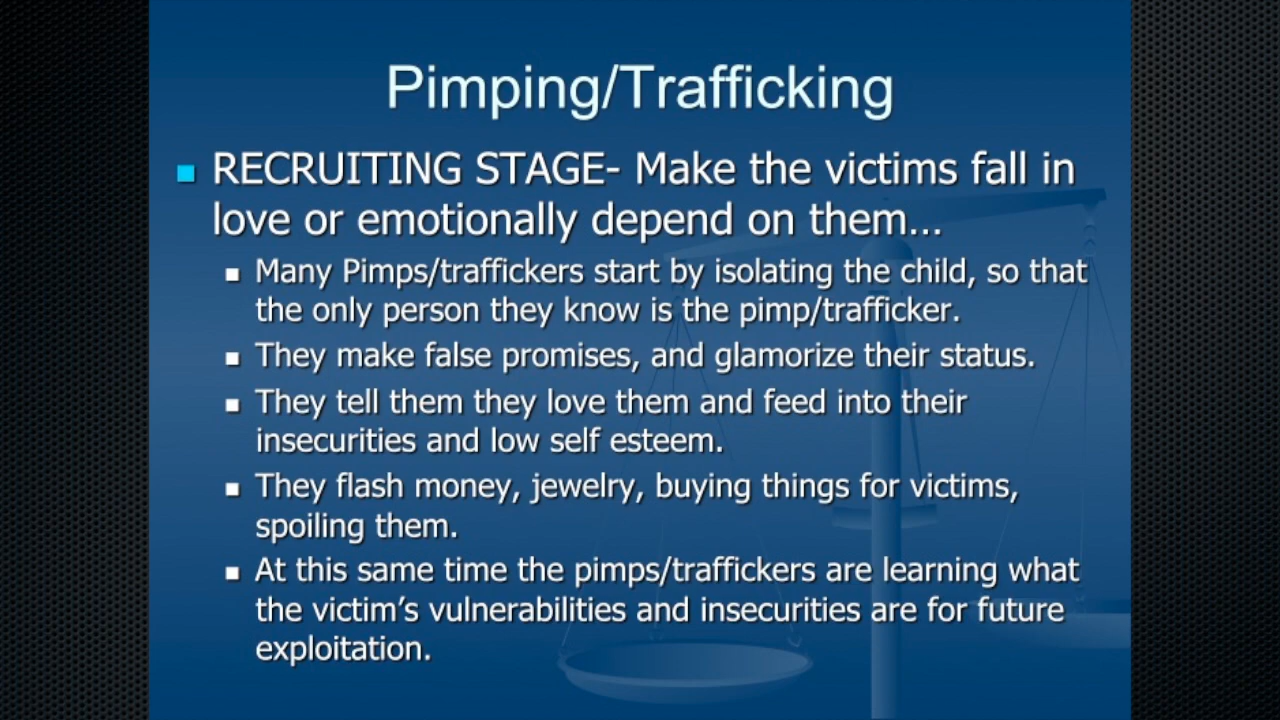 Pimping/Trafficking
RECRUITING STAGE- Make the victims fall in
love or emotionally depend on them…
Many Pimps/traffickers start by isolating the child, so that
the only person they know is the pimp/trafficker.
They make false promises, and glamorize their status.
They tell them they love them and feed into their
insecurities and low self esteem.
They flash money, jewelry, buying things for victims,
spoiling them.
At this same time the pimps/traffickers are learning what
the victim’s vulnerabilities and insecurities are for future
exploitation.